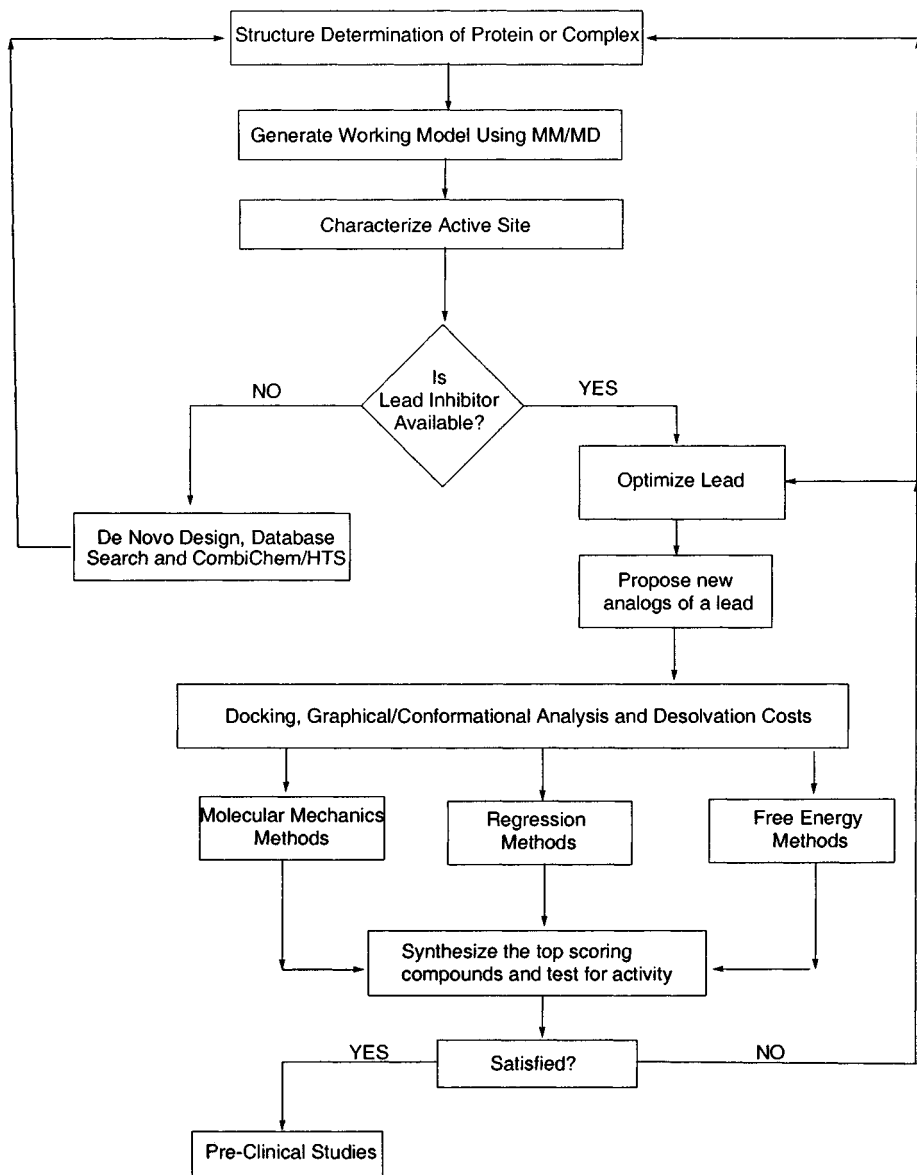 Structure Determination of Protein or Complex
Generate Working Model Using MM/MD
Characterize Active Site
Is
Lead Inhibitor
Available?
NO
YES
De Novo Design, Database
Search and CombiChem/HTS
Optimize Lead
Propose new
analogs of a lead
Docking, Graphical/Conformational Analysis and Desolvation Costs
Molecular Mechanics
Methods
Regression
Methods
Free Energy
Methods
Synthesize the top scoring
compounds and test for activity
YES
Satisfied?
NO
Pre-Clinical Studies